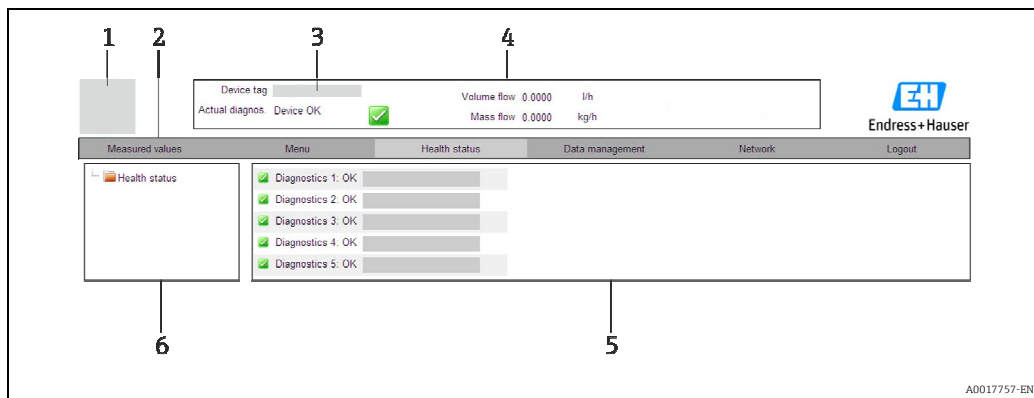 1 2 3 4
Device tag
Volume flow 0.0000 l/h
Actual diagnos. Device OK
Mass flow 0.0000 kg/h
EH
Endress+Hauser
Measured values Menu Health status Data management Network Logout
Health status
Diagnostics 1: OK
Diagnostics 2: OK
Diagnostics 3: OK
Diagnostics 4: OK
Diagnostics 5: OK
6 5
A0017757-EN